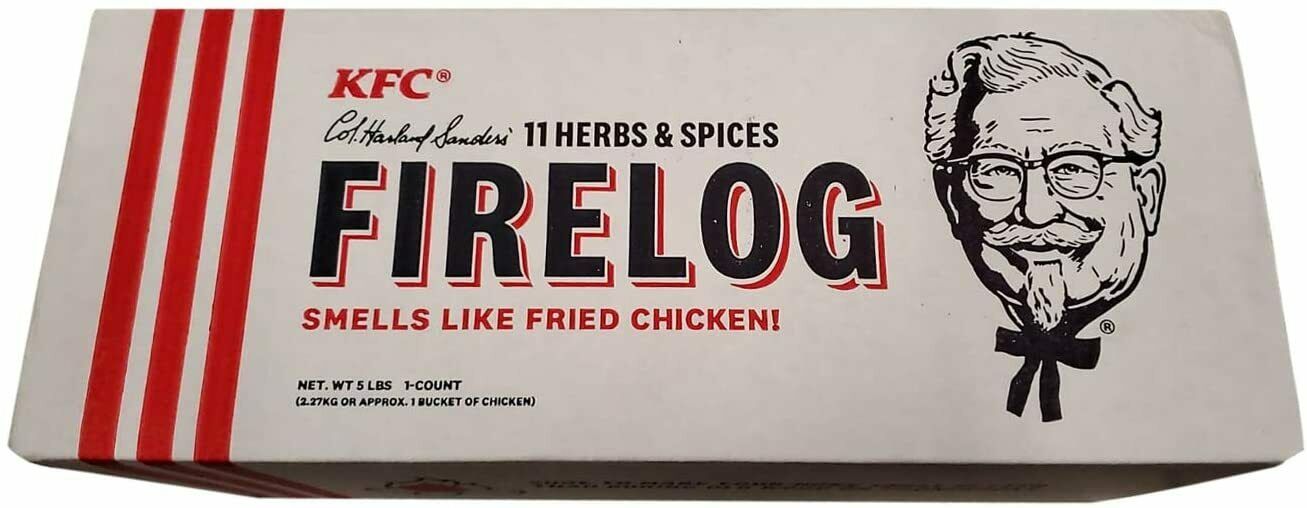 KFC®
Col. Harland Sanders' 11 HERBS & SPICES
FIRELOG
SMELLS LIKE FRIED CHICKEN!
NET. WT 5 LBS 1-COUNT
(2.27KG OR APPROX. 1 BUCKET OF CHICKEN)
®